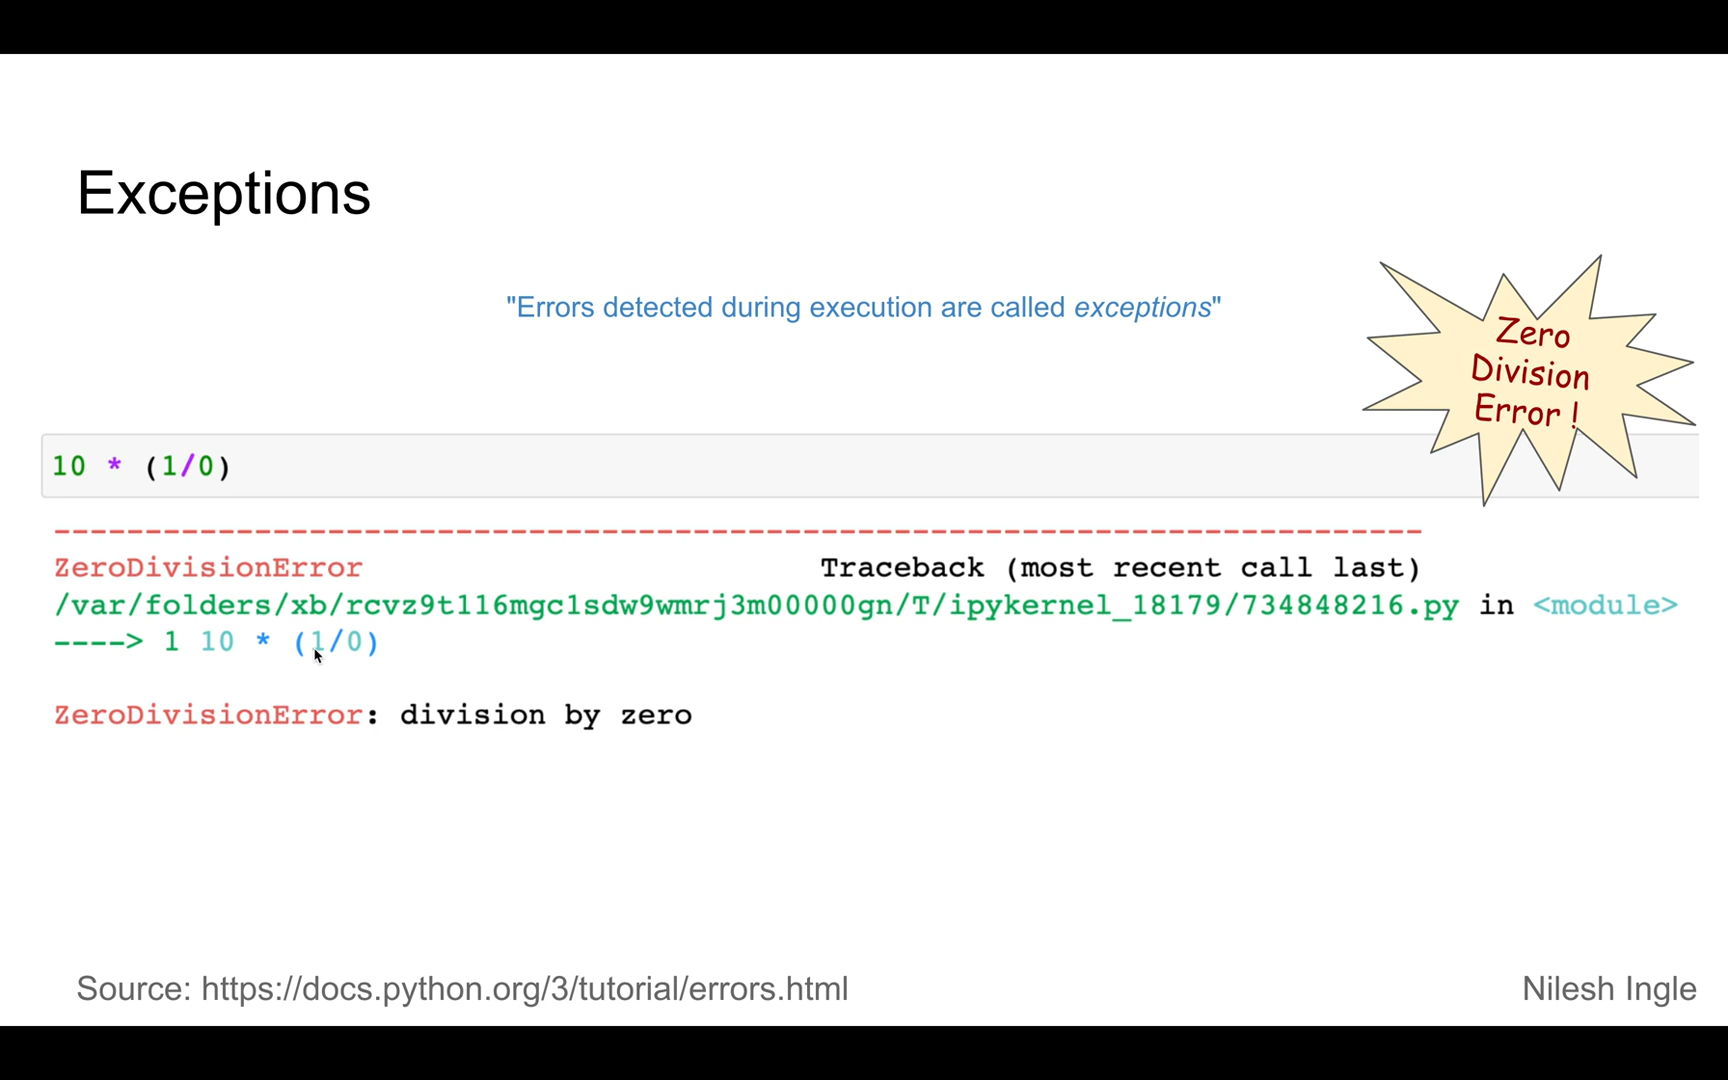 Exceptions
"Errors detected during execution are called exceptions"
Zero
Division
Error !
10 * (1/0)
---------------------------------------------------------------------------
ZeroDivisionError                         Traceback (most recent call last)
/var/folders/xb/rcvz9t116mgc1sdw9wmrj3m00000gn/T/ipykernel_18179/734848216.py in <module>
----> 1 10 * (1/0)
ZeroDivisionError: division by zero
Source: https://docs.python.org/3/tutorial/errors.html
Nilesh Ingle